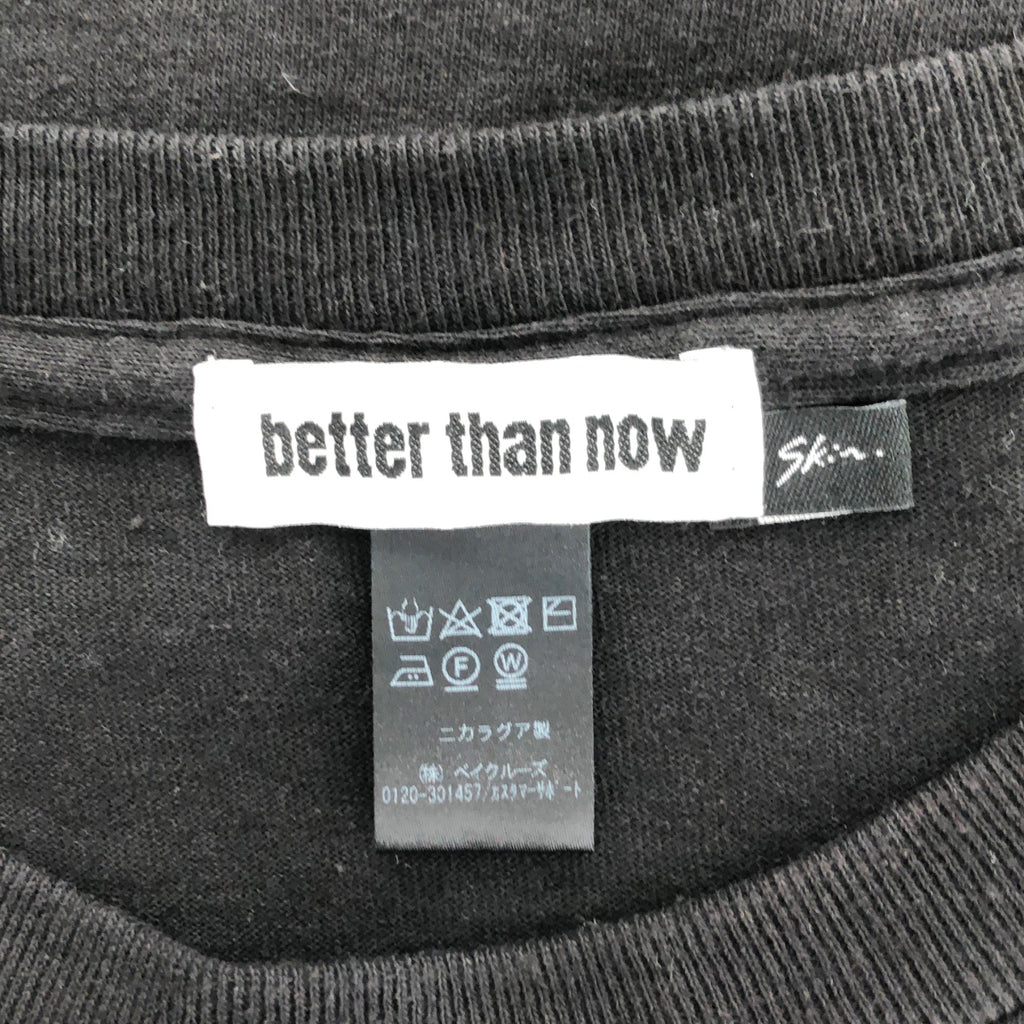 better than now
Skin.
F W
ニカラグア製
(株) ベイクルーズ
0120-301457/カスタマーサポート